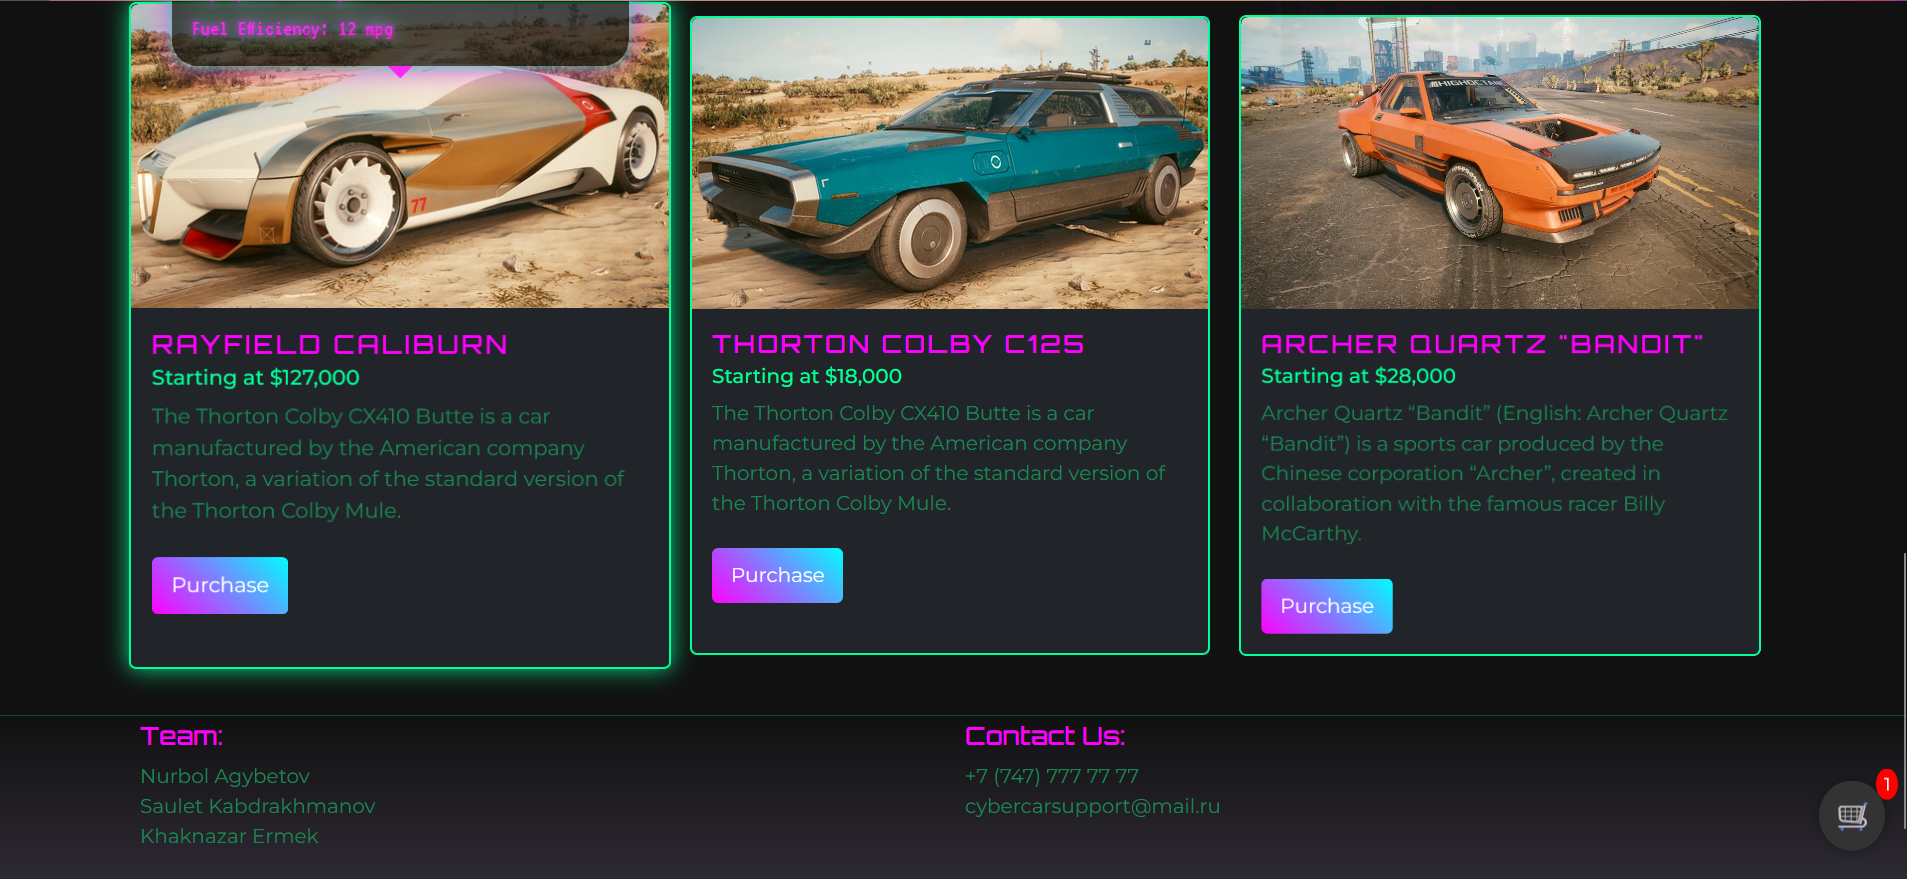 Fuel Efficiency: 12 mpg
77
HIGHOCTANE
RAYFIELD CALIBURN
Starting at $127,000
The Thorton Colby CX410 Butte is a car
manufactured by the American company
Thorton, a variation of the standard version of
the Thorton Colby Mule.
Purchase
THORTON COLBY C125
Starting at $18,000
The Thorton Colby CX410 Butte is a car
manufactured by the American company
Thorton, a variation of the standard version of
the Thorton Colby Mule.
Purchase
ARCHER QUARTZ "BANDIT"
Starting at $28,000
Archer Quartz “Bandit” (English: Archer Quartz
“Bandit”) is a sports car produced by the
Chinese corporation “Archer”, created in
collaboration with the famous racer Billy
McCarthy.
Purchase
Team:
Nurbol Agybetov
Saulet Kabdrakhmanov
Khaknazar Ermek
Contact Us:
+7 (747) 777 77 77
cybercarsupport@mail.ru
1